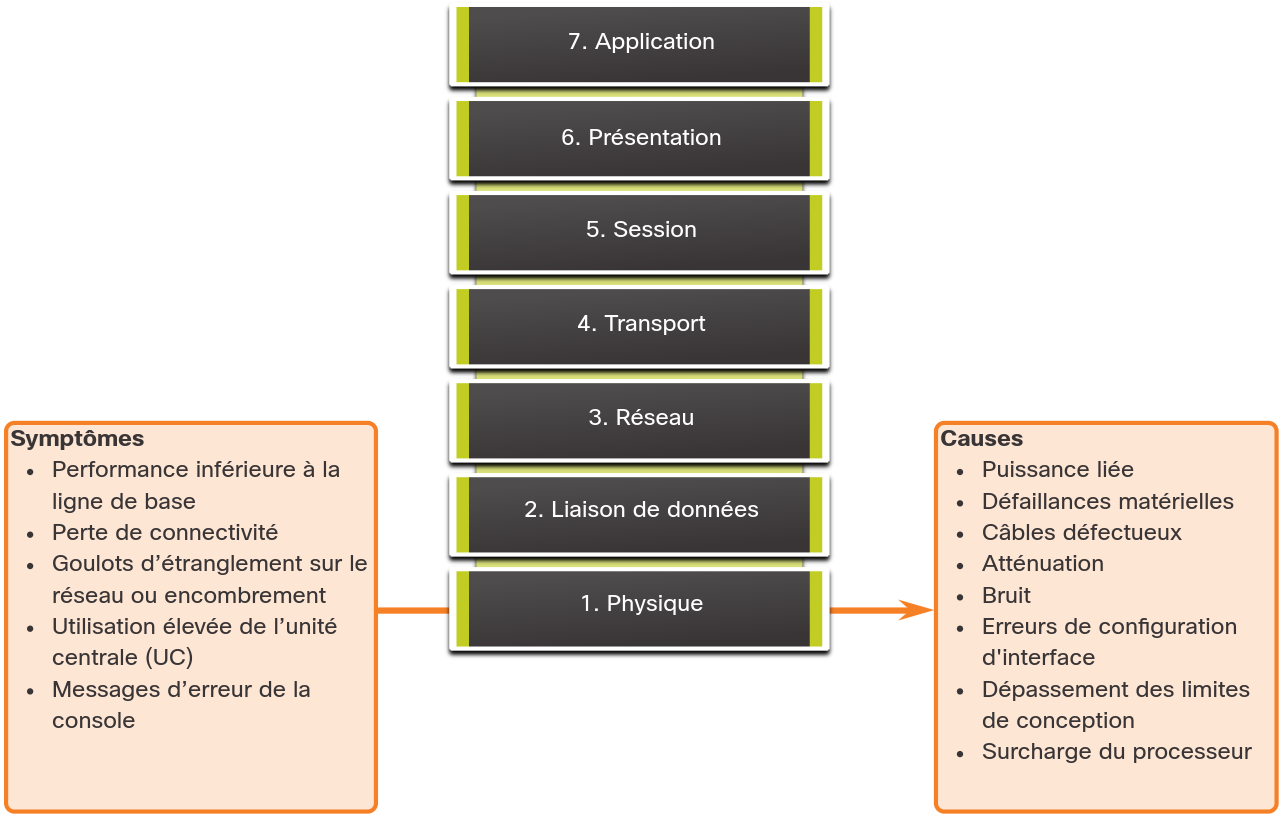 7. Application
6. Présentation
5. Session
4. Transport
3. Réseau
2. Liaison de données
1. Physique
Symptômes
• Performance inférieure à la
ligne de base
• Perte de connectivité
• Goulots d’étranglement sur le
réseau ou encombrement
• Utilisation élevée de l’unité
centrale (UC)
• Messages d’erreur de la
console
Causes
• Puissance liée
• Défaillances matérielles
• Câbles défectueux
• Atténuation
• Bruit
• Erreurs de configuration
d'interface
• Dépassement des limites
de conception
• Surcharge du processeur